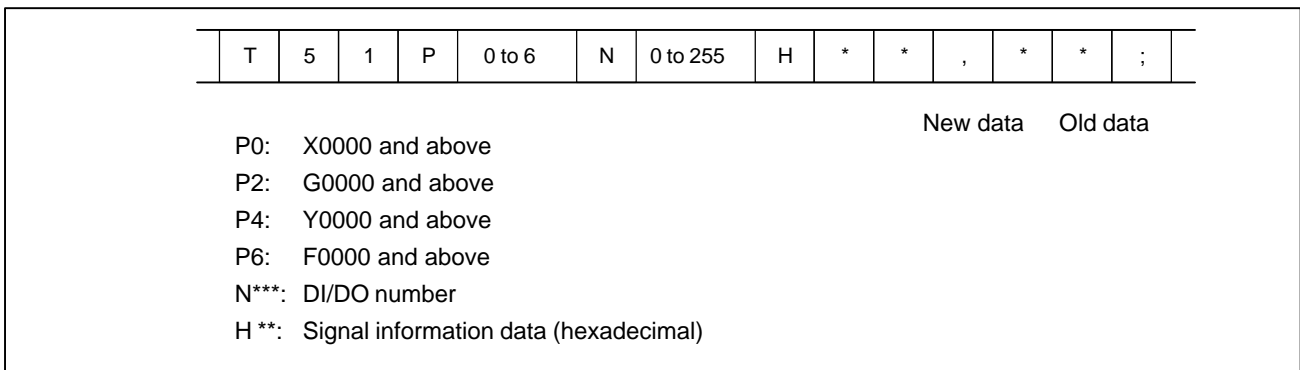 T 5 1 P 0 to 6 N 0 to 255 H * * , * * ;
New data Old data
P0: X0000 and above
P2: G0000 and above
P4: Y0000 and above
P6: F0000 and above
N***: DI/DO number
H **: Signal information data (hexadecimal)